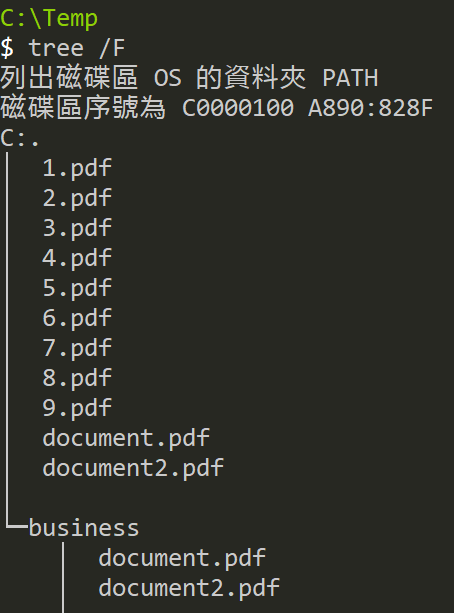 C:\Temp
$ tree /F
列出磁碟區 OS 的資料夾 PATH
磁碟區序號為 C0000100 A890:828F
C:.
1.pdf
2.pdf
3.pdf
4.pdf
5.pdf
6.pdf
7.pdf
8.pdf
9.pdf
document.pdf
document2.pdf
business
document.pdf
document2.pdf